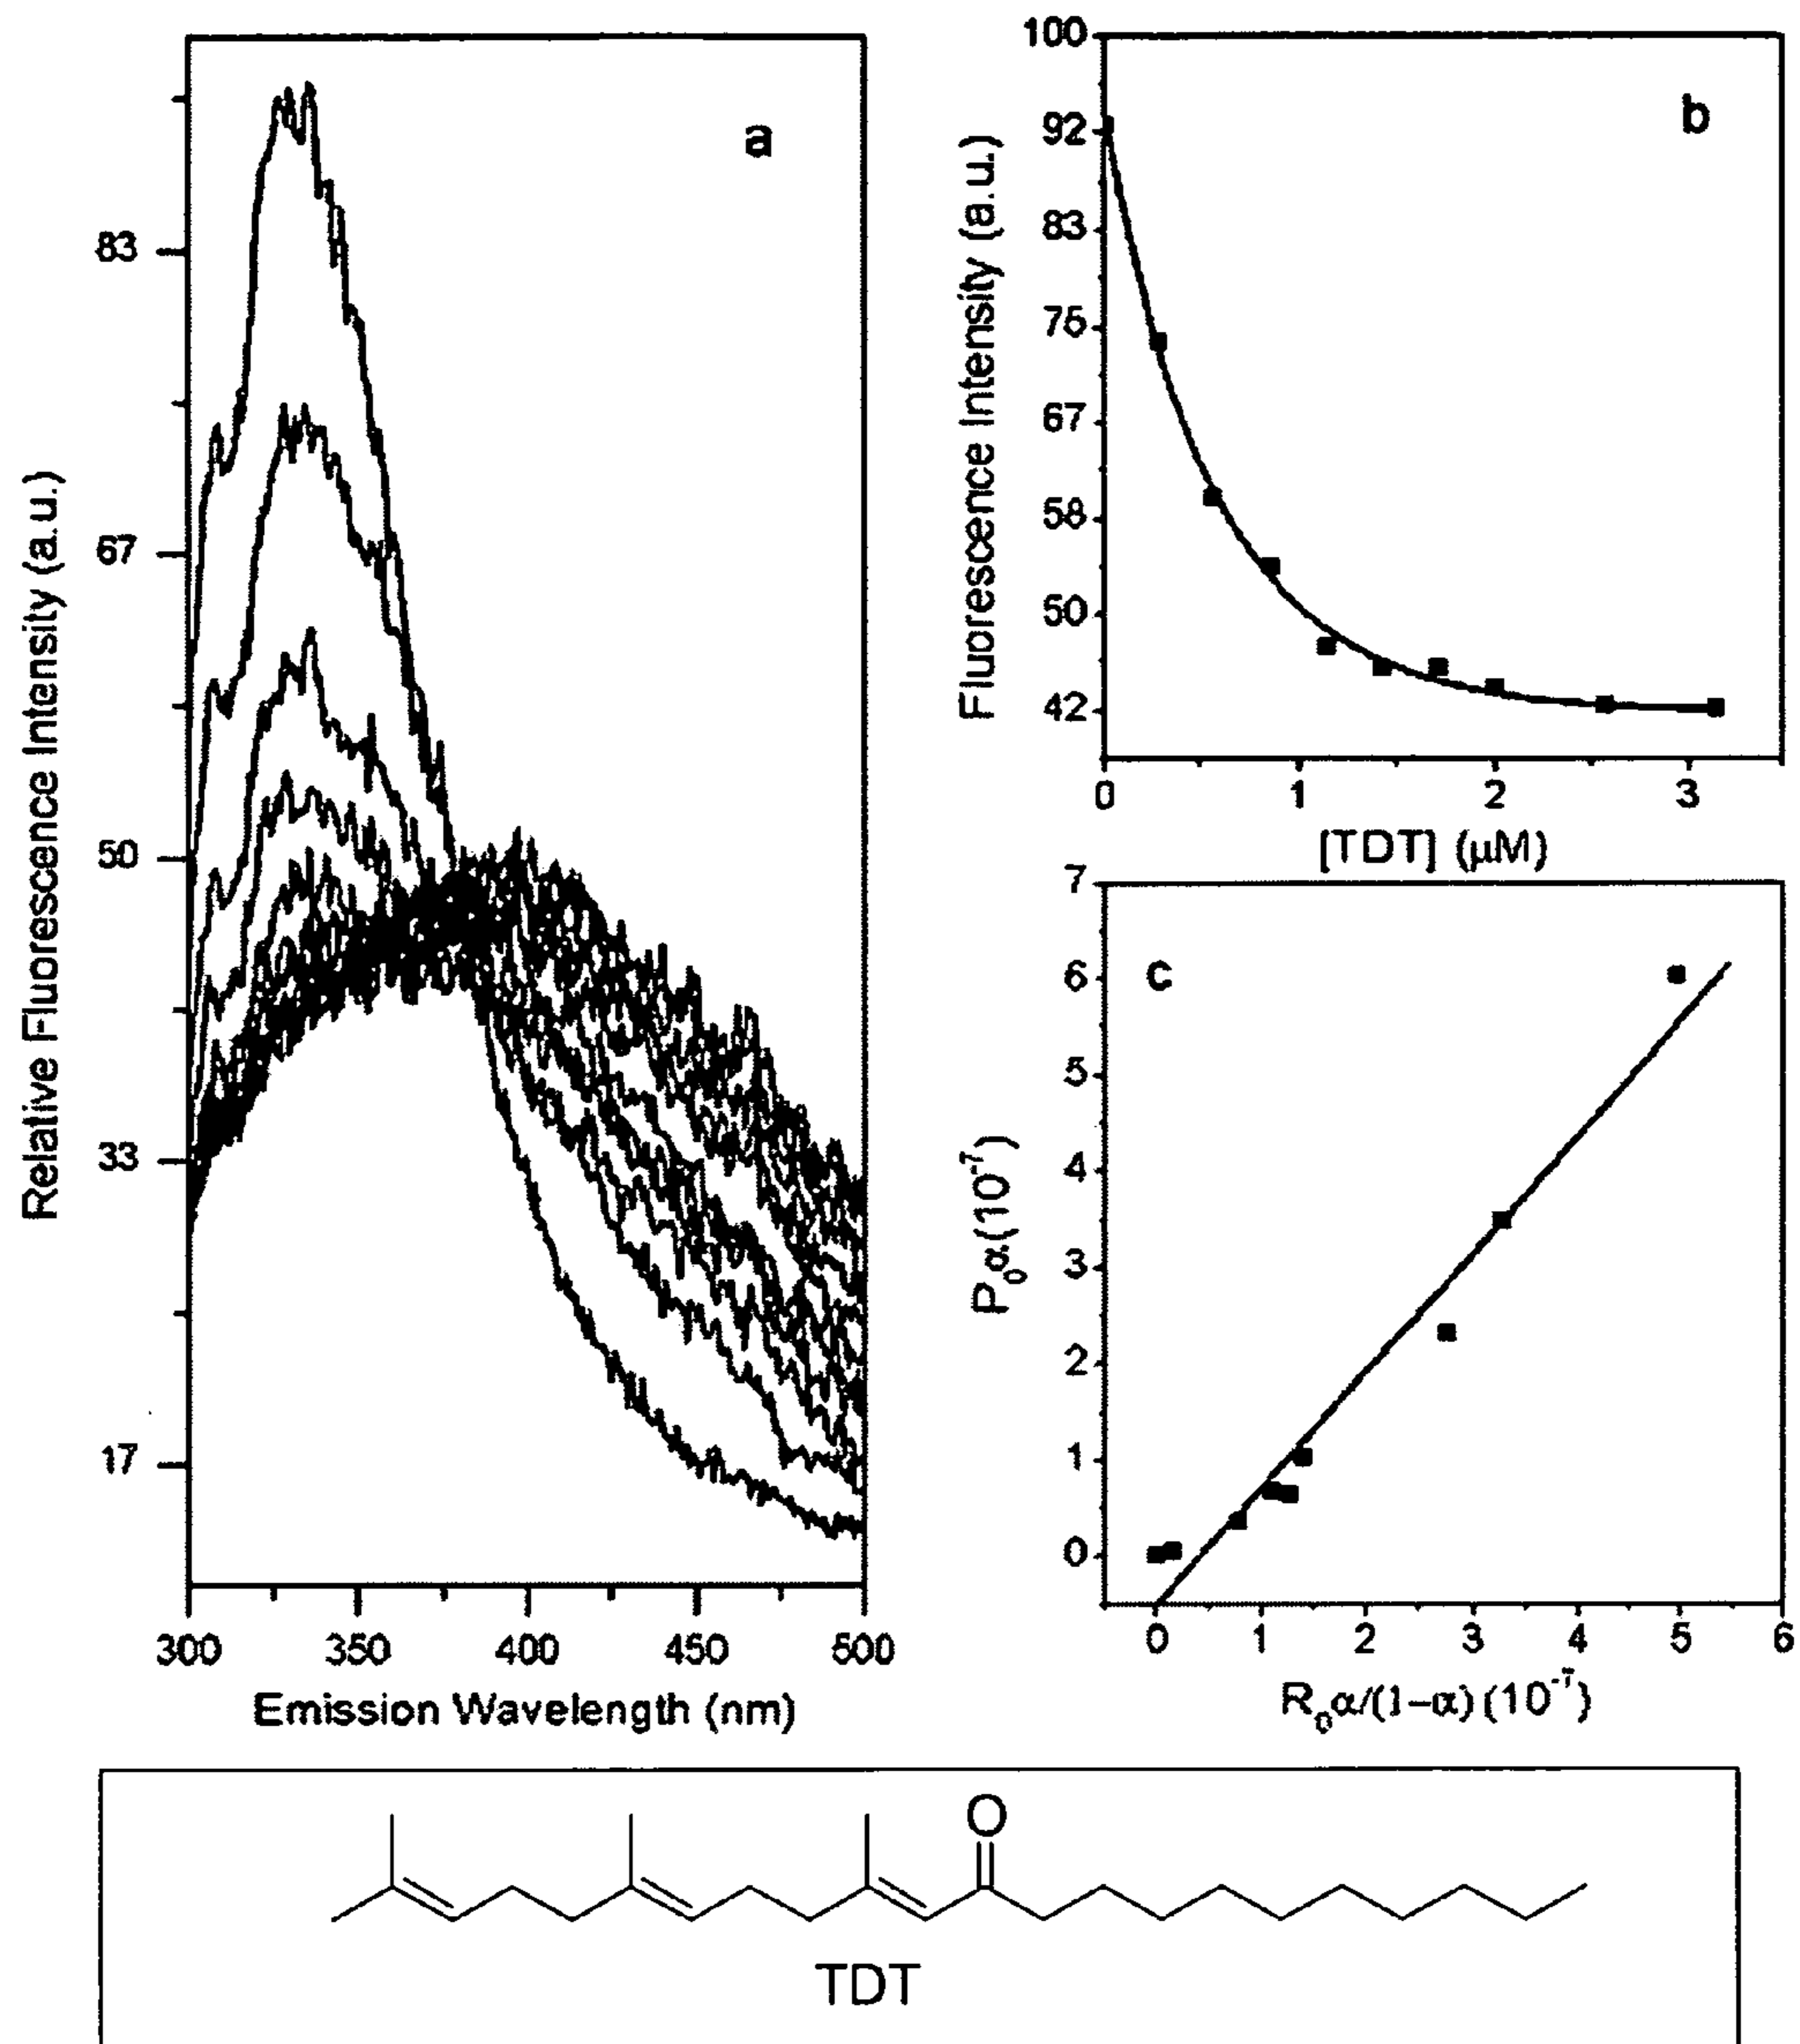 a
83
67
50
33
17
300 350 400 450 500
Emission Wavelength (nm)
Relative Fluorescence Intensity (a.u.)
b
100
92
83
75
67
58
50
42
0 1 2 3
[TDT] (μM)
Fluorescence Intensity (a.u.)
c
7
6
5
4
3
2
1
0
0 1 2 3 4 5 6
R₀α/(1−α) (10⁻⁷)
P₀α(10⁻⁷)
O
TDT